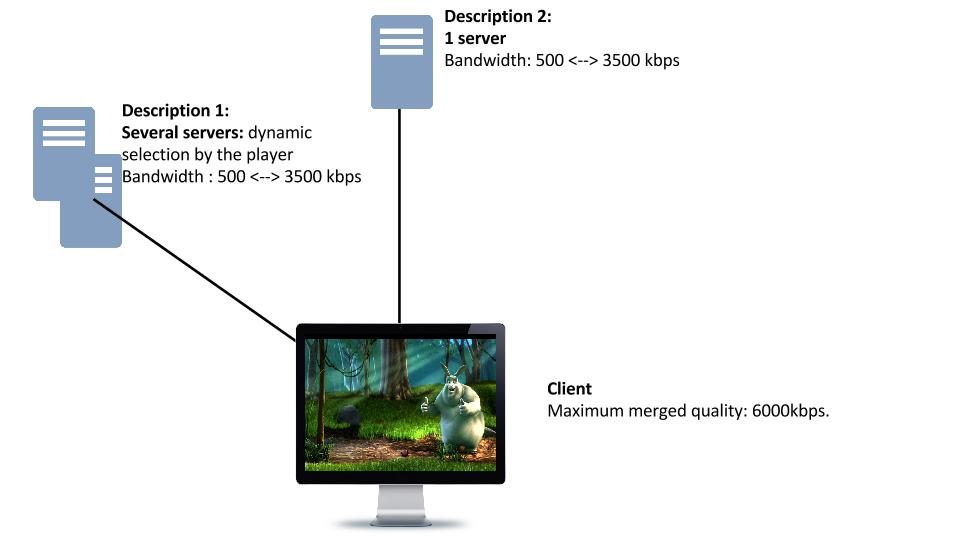 Description 2:
1 server
Bandwidth: 500 <--> 3500 kbps
Description 1:
Several servers: dynamic
selection by the player
Bandwidth : 500 <--> 3500 kbps
Client
Maximum merged quality: 6000kbps.